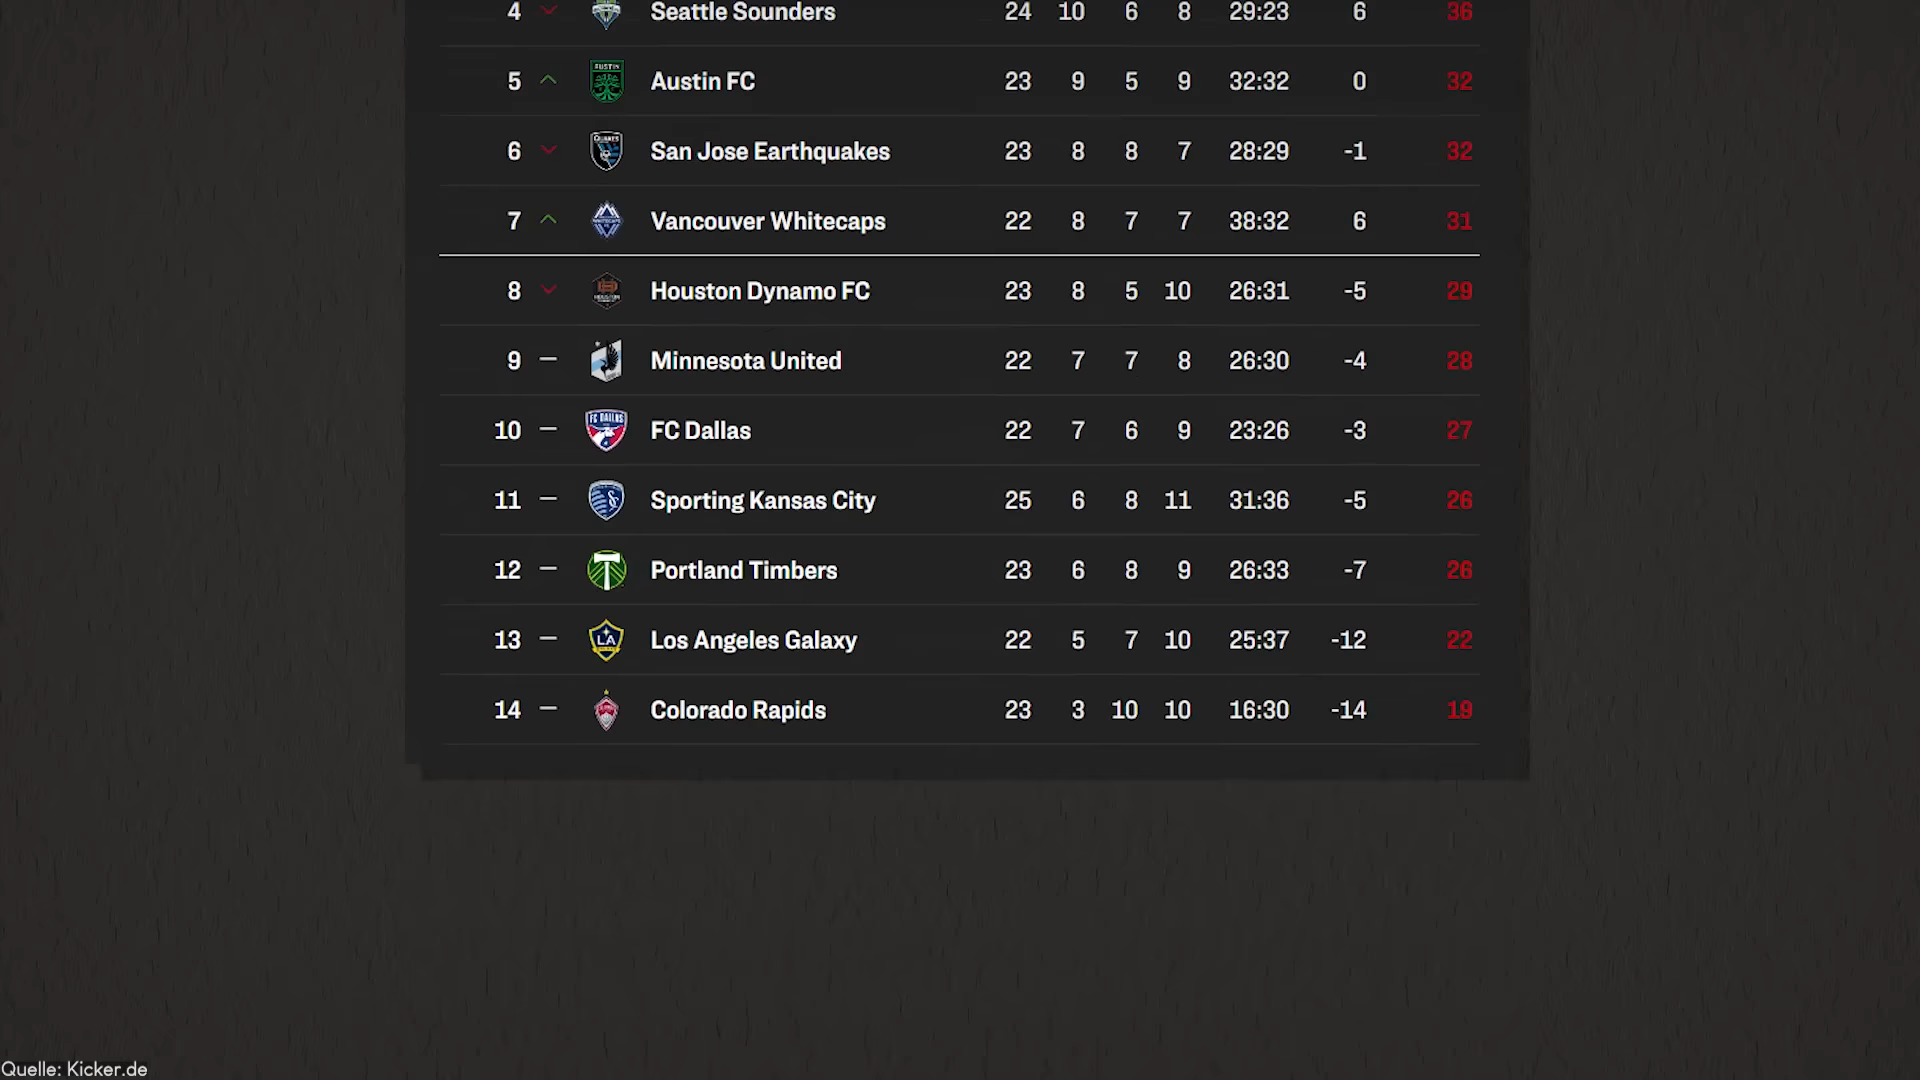 4 Seattle Sounders 24 10 6 8 29:23 6 36
5 Austin FC 23 9 5 9 32:32 0 32
6 San Jose Earthquakes 23 8 8 7 28:29 -1 32
7 Vancouver Whitecaps 22 8 7 7 38:32 6 31
8 Houston Dynamo FC 23 8 5 10 26:31 -5 29
9 Minnesota United 22 7 7 8 26:30 -4 28
10 FC Dallas 22 7 6 9 23:26 -3 27
11 Sporting Kansas City 25 6 8 11 31:36 -5 26
12 Portland Timbers 23 6 8 9 26:33 -7 26
13 Los Angeles Galaxy 22 5 7 10 25:37 -12 22
14 Colorado Rapids 23 3 10 10 16:30 -14 19
Quelle: Kicker.de